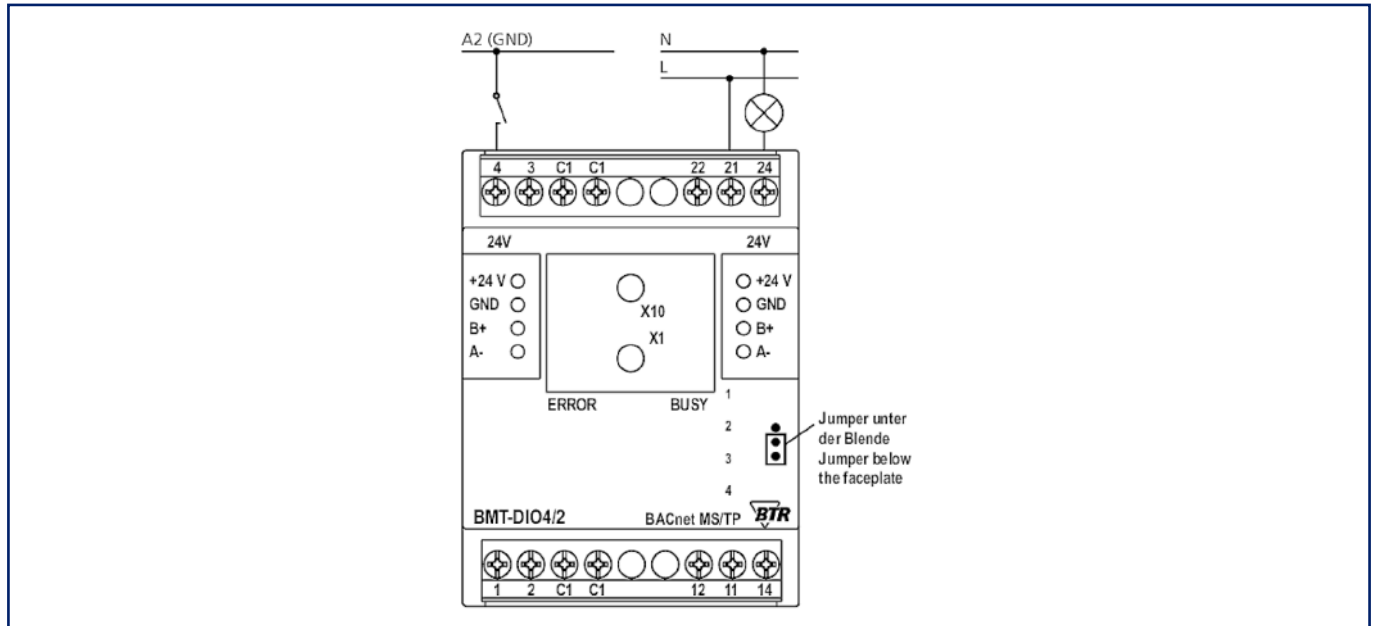 A2 (GND)
N
L
4 3 C1 C1 22 21 24
24V 24V
+24 V +24 V
GND GND
B+ B+
A- A-
X10
X1
ERROR BUSY
1
2
3
4
Jumper unter
der Blende
Jumper below
the faceplate
BMT-DIO4/2 BACnet MS/TP BTR
1 2 C1 C1 12 11 14